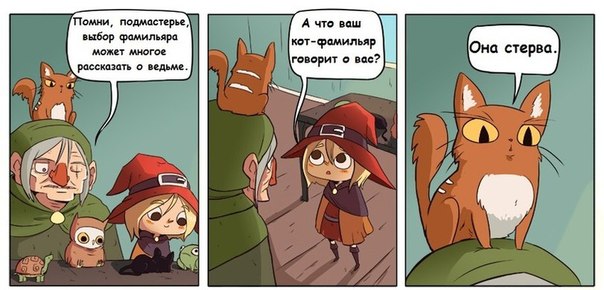 Помни, подмастерье,
выбор фамильяра
может многое
рассказать о ведьме.
А что ваш
кот-фамильяр
говорит о вас?
Она стерва.